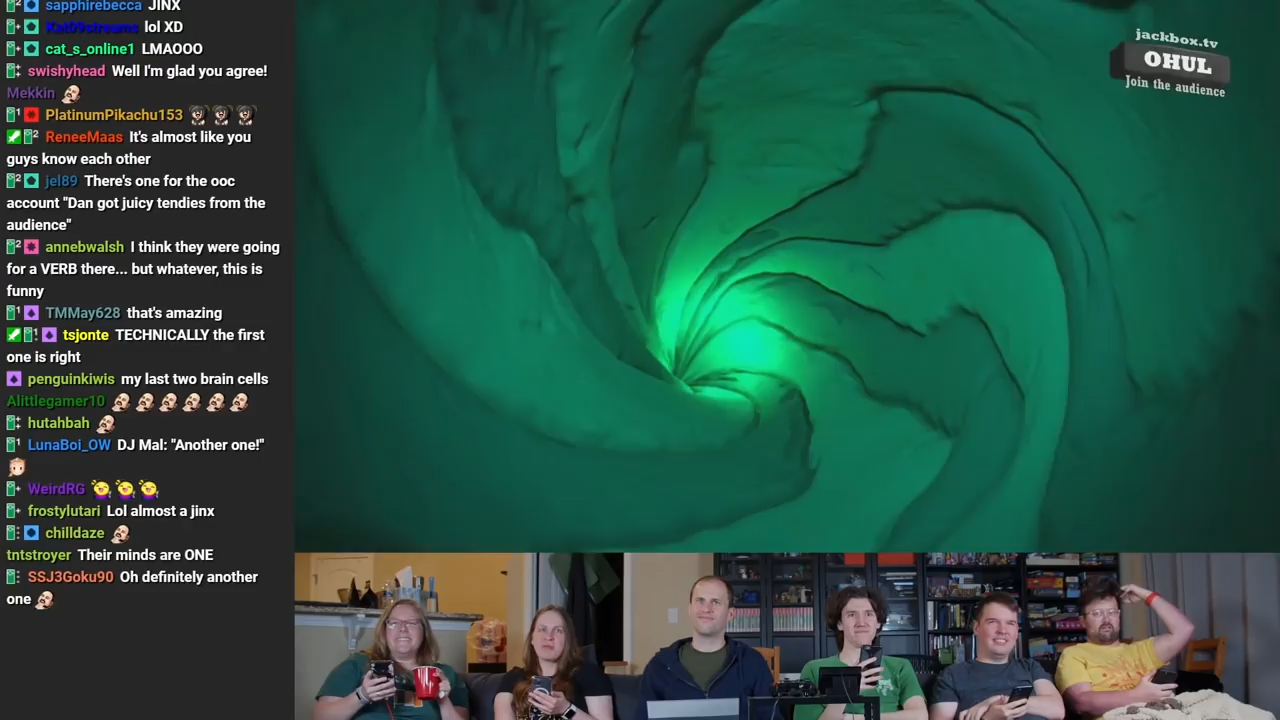 sapphirebecca JINX
Kat09streams lol XD
cat_s_online1 LMAOOO
swishyhead Well I'm glad you agree!
Mekkin
PlatinumPikachu153
ReneeMaas It's almost like you
guys know each other
jel89 There's one for the ooc
account "Dan got juicy tendies from the
audience"
annebwalsh I think they were going
for a VERB there... but whatever, this is
funny
TMMay628 that's amazing
tsjonte TECHNICALLY the first
one is right
penguinkiwis my last two brain cells
Alittlegamer10
hutahbah
LunaBoi_OW DJ Mal: "Another one!"
WeirdRG
frostylutari Lol almost a jinx
chilldaze
tntstroyer Their minds are ONE
SSJ3Goku90 Oh definitely another
one
jackbox.tv
OHUL
Join the audience